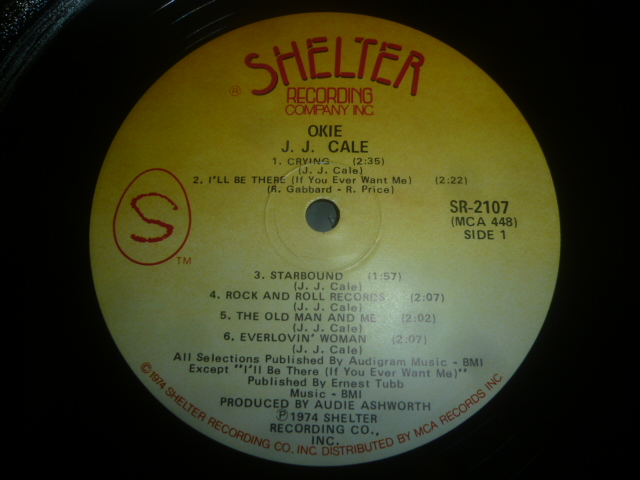 SHELTER
®
RECORDING
COMPANY INC.
OKIE
J. J. CALE
1. CRYING (2:35)
(J. J. Cale)
2. I'LL BE THERE (If You Ever Want Me) (2:22)
(R. Gabbard - R. Price)
S
TM
SR-2107
(MCA 448)
SIDE 1
3. STARBOUND (1:57)
(J. J. Cale)
4. ROCK AND ROLL RECORDS (2:07)
(J. J. Cale)
5. THE OLD MAN AND ME (2:02)
(J. J. Cale)
6. EVERLOVIN' WOMAN (2:07)
(J. J. Cale)
All Selections Published By Audigram Music - BMI
Except "I'll Be There (If You Ever Want Me)"
Published By Ernest Tubb
Music - BMI
PRODUCED BY AUDIE ASHWORTH
℗ 1974 SHELTER
RECORDING CO.,
INC.
©1974 SHELTER RECORDING CO. INC. DISTRIBUTED BY MCA RECORDS INC.